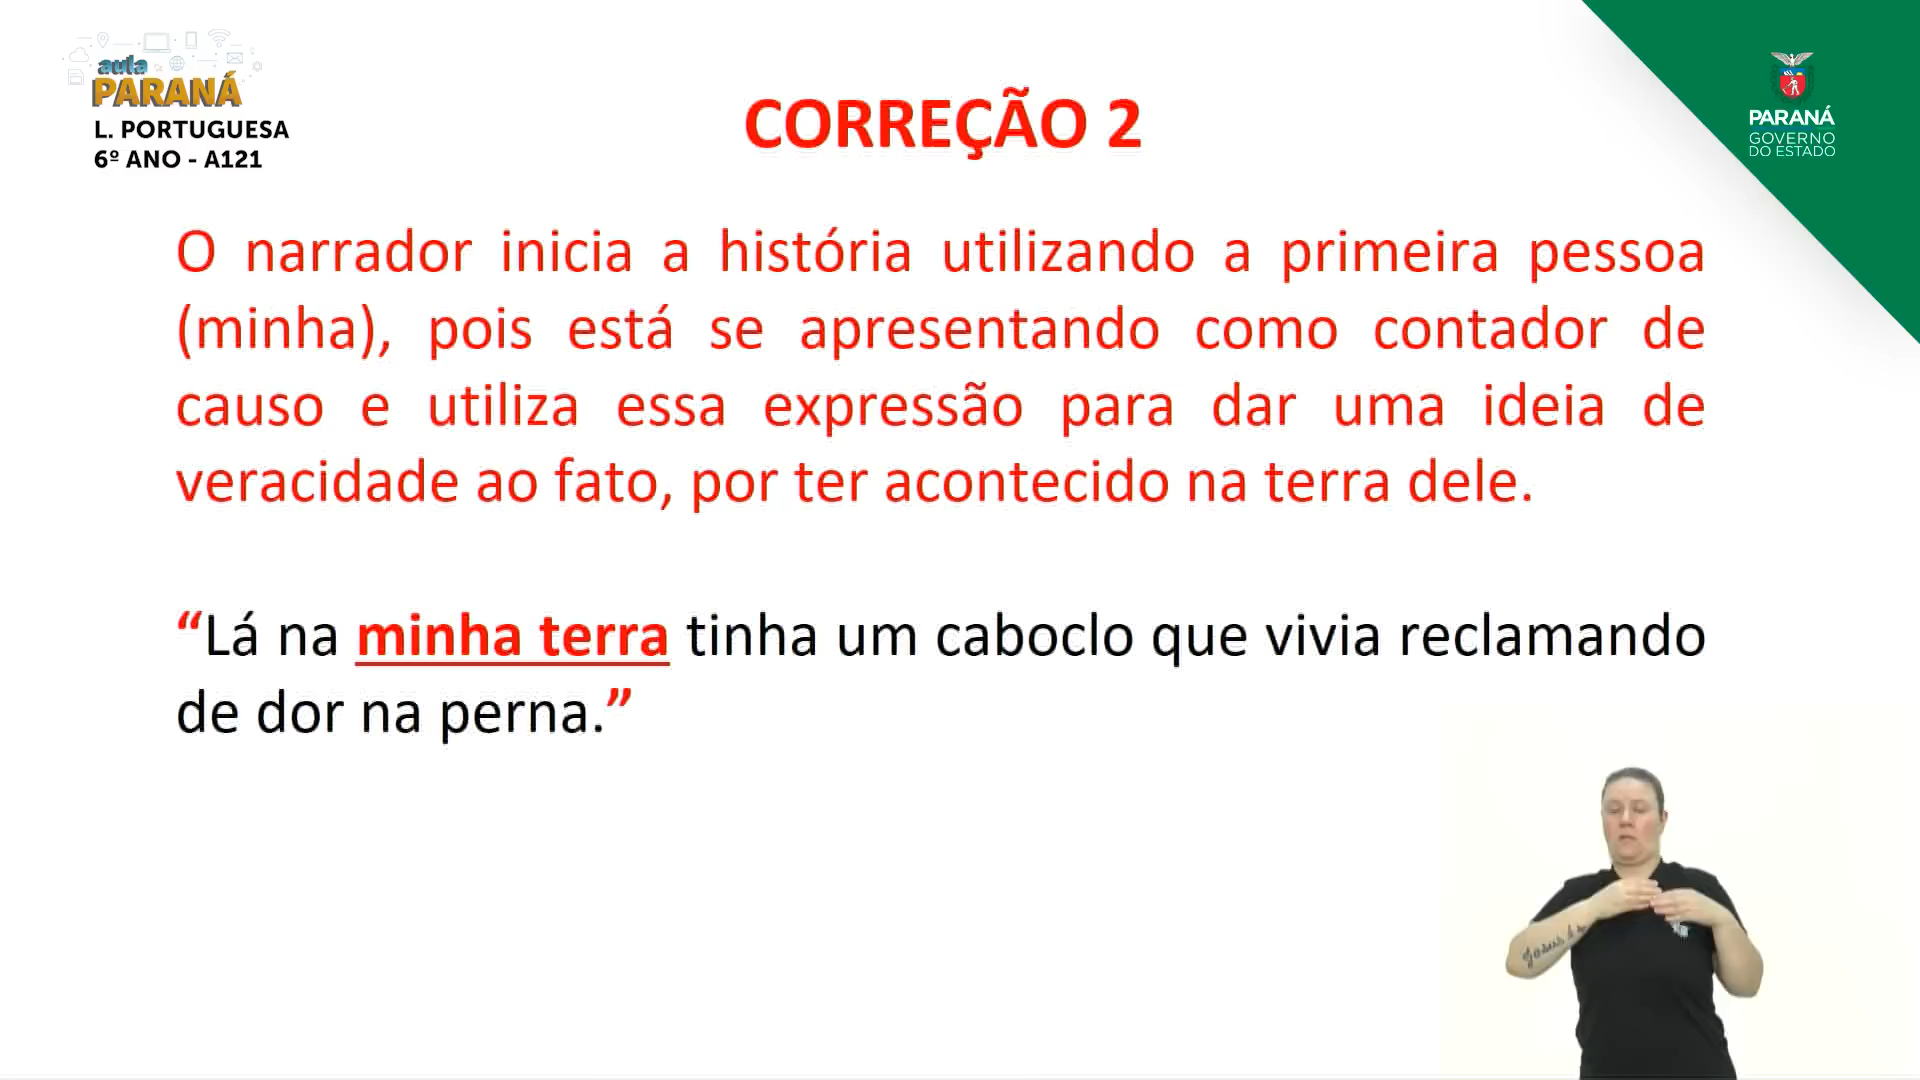 aula
PARANÁ
L. PORTUGUESA
6º ANO - A121
CORREÇÃO 2
PARANÁ
GOVERNO
DO ESTADO
O narrador inicia a história utilizando a primeira pessoa
(minha), pois está se apresentando como contador de
causo e utiliza essa expressão para dar uma ideia de
veracidade ao fato, por ter acontecido na terra dele.
“Lá na minha terra tinha um caboclo que vivia reclamando
de dor na perna.”